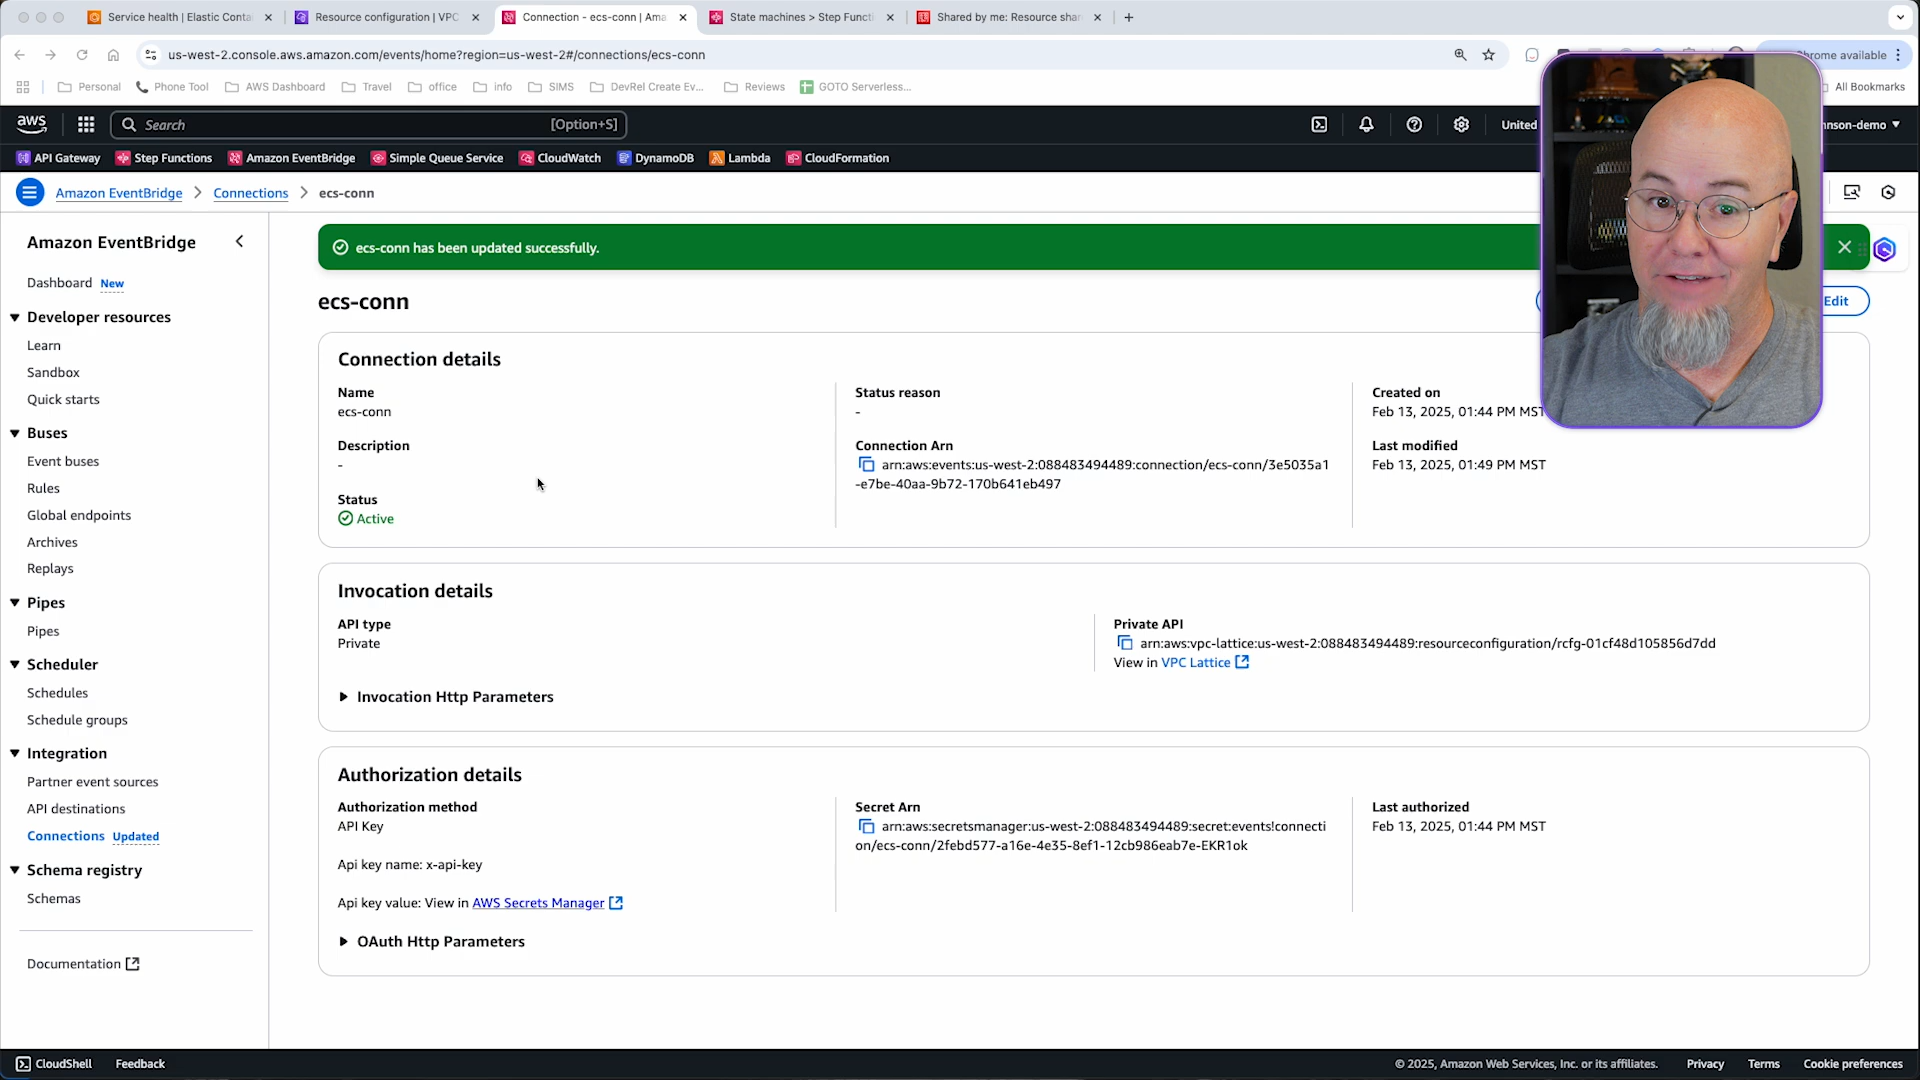 Service health | Elastic Conta
Resource configuration | VPC
Connection - ecs-conn | Ama
State machines > Step Functi
Shared by me: Resource shar
us-west-2.console.aws.amazon.com/events/home?region=us-west-2#/connections/ecs-conn
hrome available
Personal
Phone Tool
AWS Dashboard
Travel
office
info
SIMS
DevRel Create Ev...
Reviews
GOTO Serverless...
All Bookmarks
aws
Search
[Option+S]
United
nson-demo
API Gateway
Step Functions
Amazon EventBridge
Simple Queue Service
CloudWatch
DynamoDB
Lambda
CloudFormation
Amazon EventBridge
Connections
ecs-conn
Amazon EventBridge
Dashboard New
Developer resources
Learn
Sandbox
Quick starts
Buses
Event buses
Rules
Global endpoints
Archives
Replays
Pipes
Pipes
Scheduler
Schedules
Schedule groups
Integration
Partner event sources
API destinations
Connections Updated
Schema registry
Schemas
Documentation
ecs-conn has been updated successfully.
ecs-conn
Edit
Connection details
Name
ecs-conn
Description
-
Status
Active
Status reason
-
Connection Arn
arn:aws:events:us-west-2:088483494489:connection/ecs-conn/3e5035a1
-e7be-40aa-9b72-170b641eb497
Created on
Feb 13, 2025, 01:44 PM MST
Last modified
Feb 13, 2025, 01:49 PM MST
Invocation details
API type
Private
Private API
arn:aws:vpc-lattice:us-west-2:088483494489:resourceconfiguration/rcfg-01cf48d105856d7dd
View in VPC Lattice
Invocation Http Parameters
Authorization details
Authorization method
API Key
Api key name: x-api-key
Api key value: View in AWS Secrets Manager
Secret Arn
arn:aws:secretsmanager:us-west-2:088483494489:secret:events!connecti
on/ecs-conn/2febd577-a16e-4e35-8ef1-12cb986eab7e-EKR1ok
Last authorized
Feb 13, 2025, 01:44 PM MST
OAuth Http Parameters
CloudShell
Feedback
© 2025, Amazon Web Services, Inc. or its affiliates.
Privacy
Terms
Cookie preferences